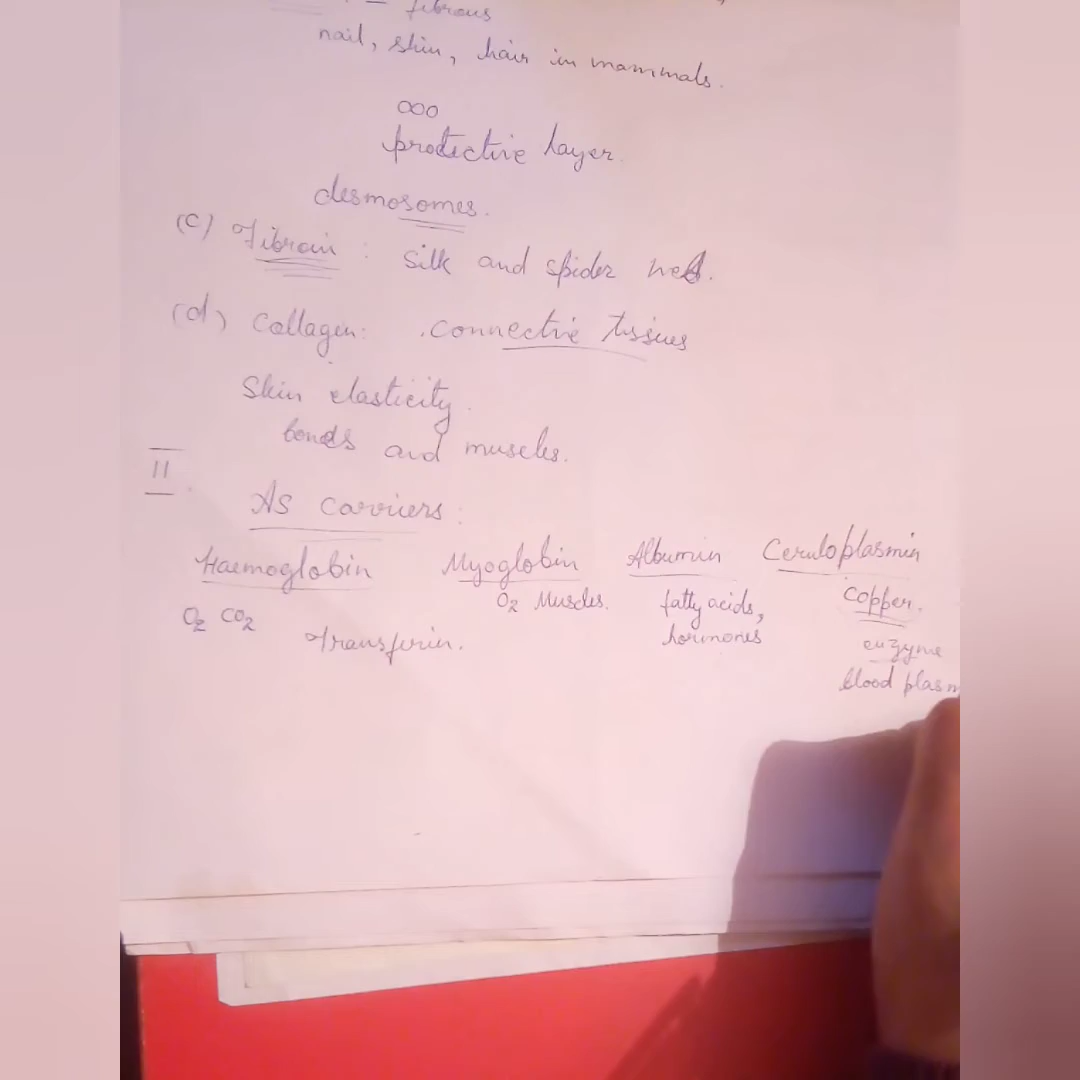 – fibrous
nail, skin, hair in mammals.
protective layer.
desmosomes.
(c) Fibroin : Silk and spider web.
(d) Collagen: connective tissues
Skin elasticity.
bones and muscles.
II.
As carriers:
Haemoglobin Myoglobin Albumin Ceruloplasmin
O2 CO2 O2 Muscles. fatty acids, copper.
Transferin. hormones enzyme
blood plasm